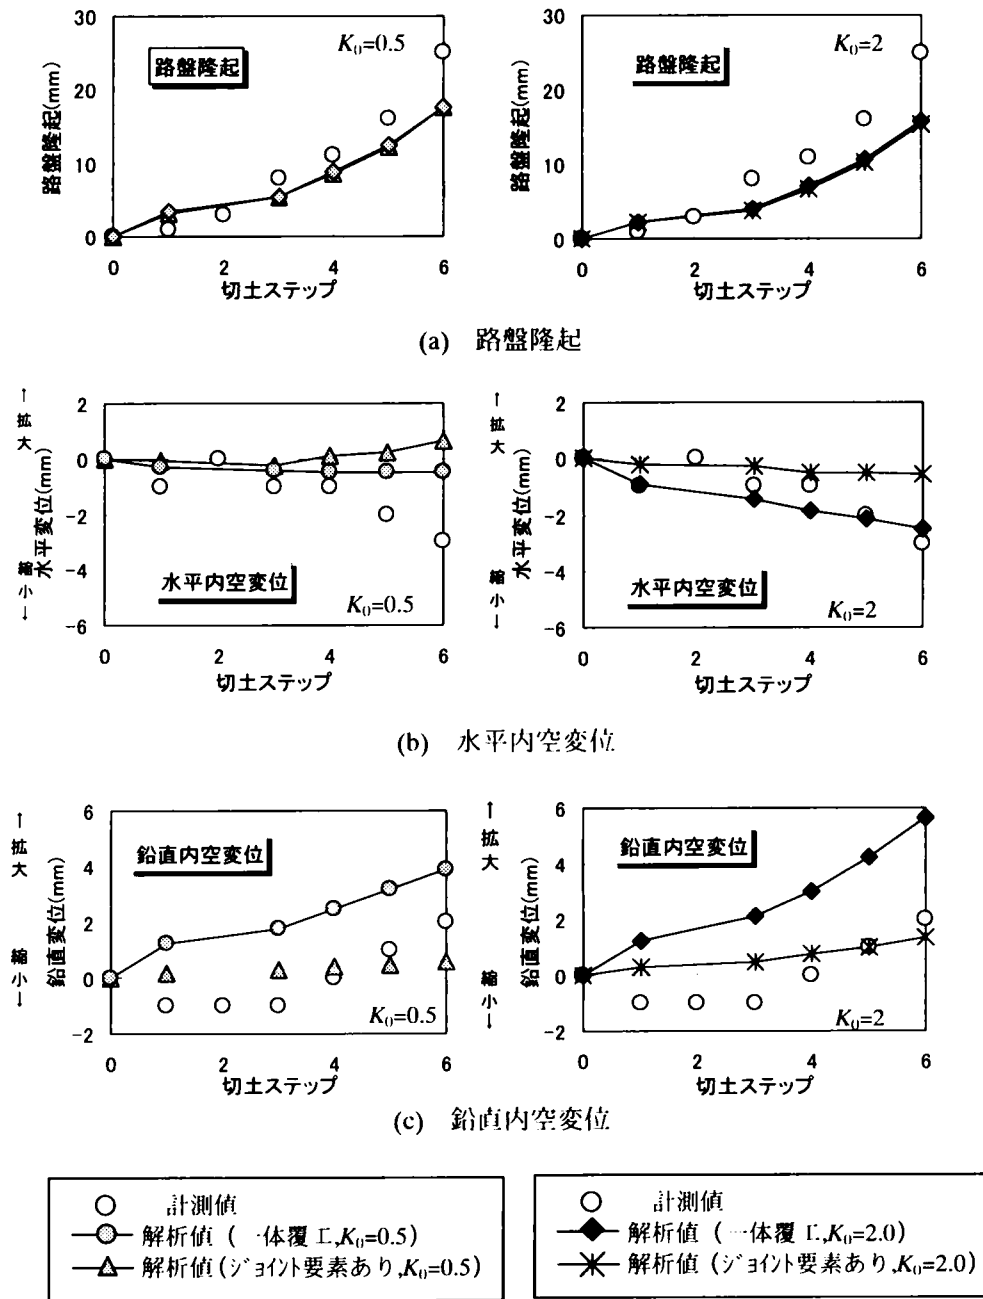 30
20
10
0
路盤隆起(mm)
路盤隆起
K₀=0.5
0 2 4 6
切土ステップ
30
20
10
0
路盤隆起(mm)
路盤隆起
K₀=2
0 2 4 6
切土ステップ
(a) 路盤隆起
↑拡大
縮小↓
水平変位(mm)
2
0
-2
-4
-6
水平内空変位
K₀=0.5
0 2 4 6
切土ステップ
↑拡大
縮小↓
水平変位(mm)
2
0
-2
-4
-6
水平内空変位
K₀=2
0 2 4 6
切土ステップ
(b) 水平内空変位
↑拡大
縮小↓
鉛直変位(mm)
6
4
2
0
-2
鉛直内空変位
K₀=0.5
0 2 4 6
切土ステップ
↑拡大
縮小↓
鉛直変位(mm)
6
4
2
0
-2
鉛直内空変位
K₀=2
0 2 4 6
切土ステップ
(c) 鉛直内空変位
計測値
解析値(一体覆工,K₀=0.5)
解析値(ジョイント要素あり,K₀=0.5)
計測値
解析値(一体覆工,K₀=2.0)
解析値(ジョイント要素あり,K₀=2.0)